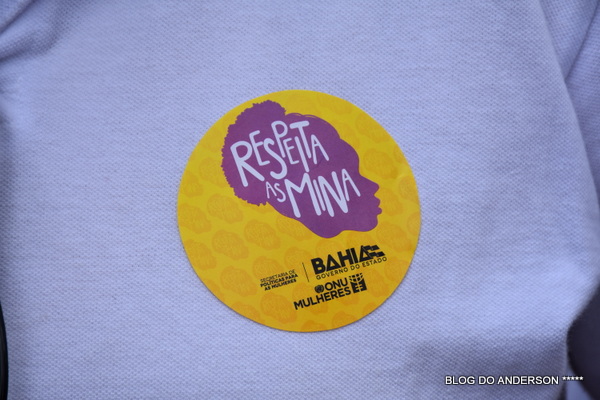 RESPEITA
AS MINA
SECRETARIA DE
POLÍTICAS PARA
AS MULHERES
BAHIA
GOVERNO DO ESTADO
ONU
MULHERES
BLOG DO ANDERSON *****